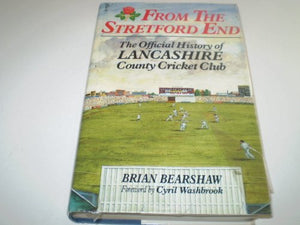 FROM THE
STRETFORD END
The Official History of
LANCASHIRE
County Cricket Club
BRIAN BEARSHAW
Foreword by Cyril Washbrook